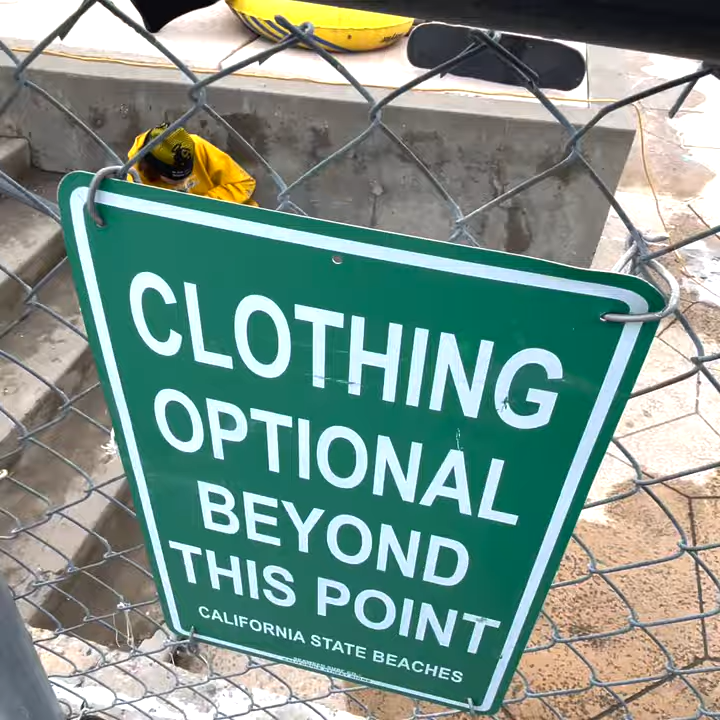 CLOTHING
OPTIONAL
BEYOND
THIS POINT
CALIFORNIA STATE BEACHES